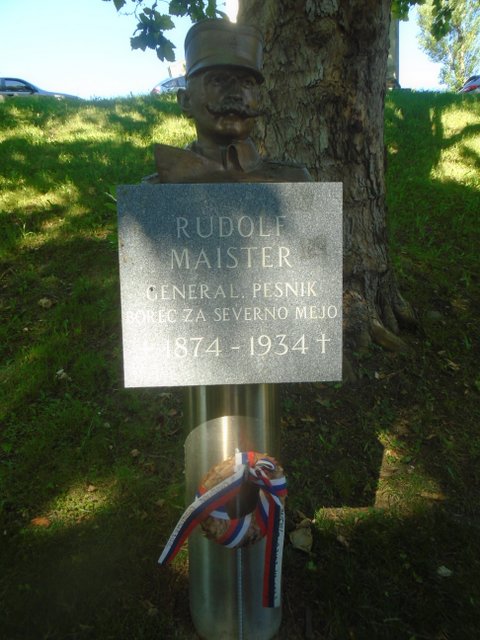 RUDOLF
MAISTER
GENERAL, PESNIK
BOREC ZA SEVERNO MEJO
* 1874 - 1934 †